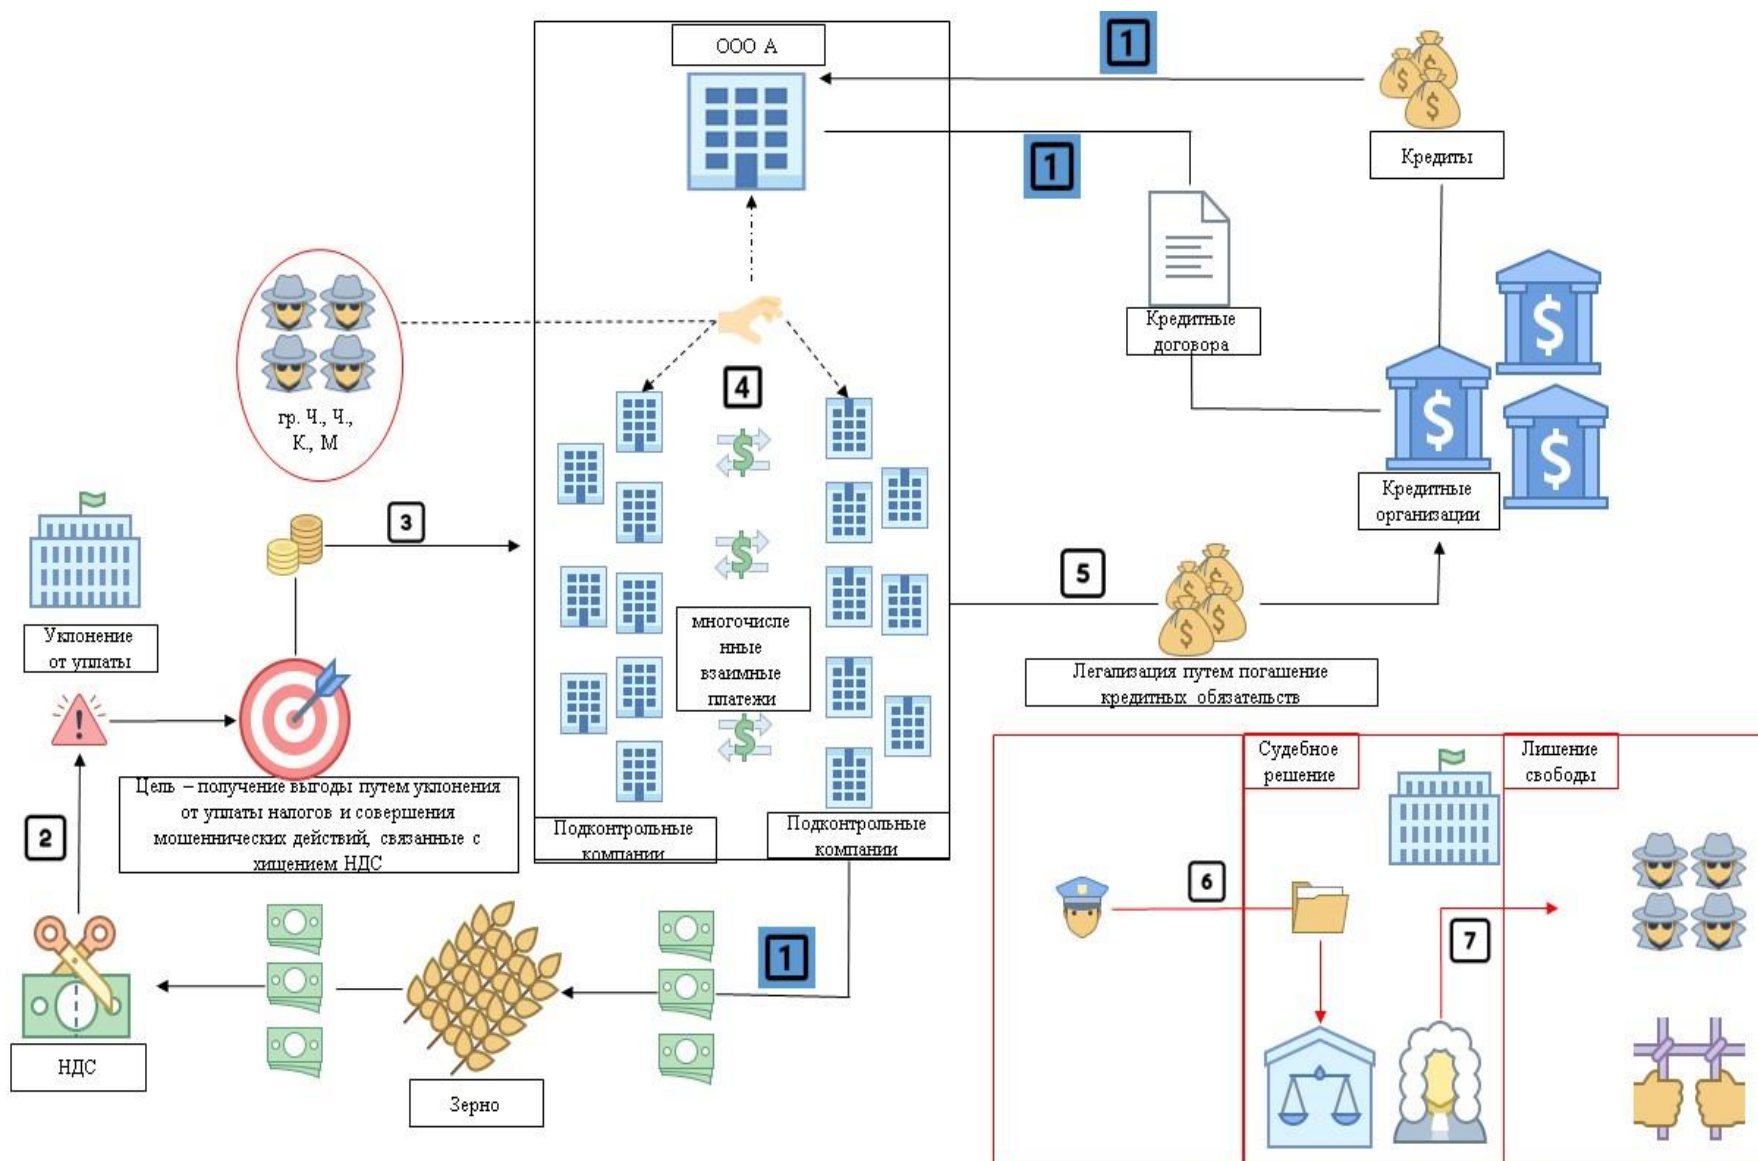 ООО А
1
1
Кредиты
Кредитные
договора
гр. Ч., Ч.,
К., М
4
Кредитные
организации
3
5
Уклонение
от уплаты
многочисле
нные
взаимные
платежи
Легализация путем погашение
кредитных обязательств
Цель – получение выгоды путем уклонения
от уплаты налогов и совершения
мошеннических действий, связанные с
хищением НДС
2
Подконтрольные
компании
Подконтрольные
компании
Судебное
решение
Лишение
свободы
6
7
1
НДС
Зерно